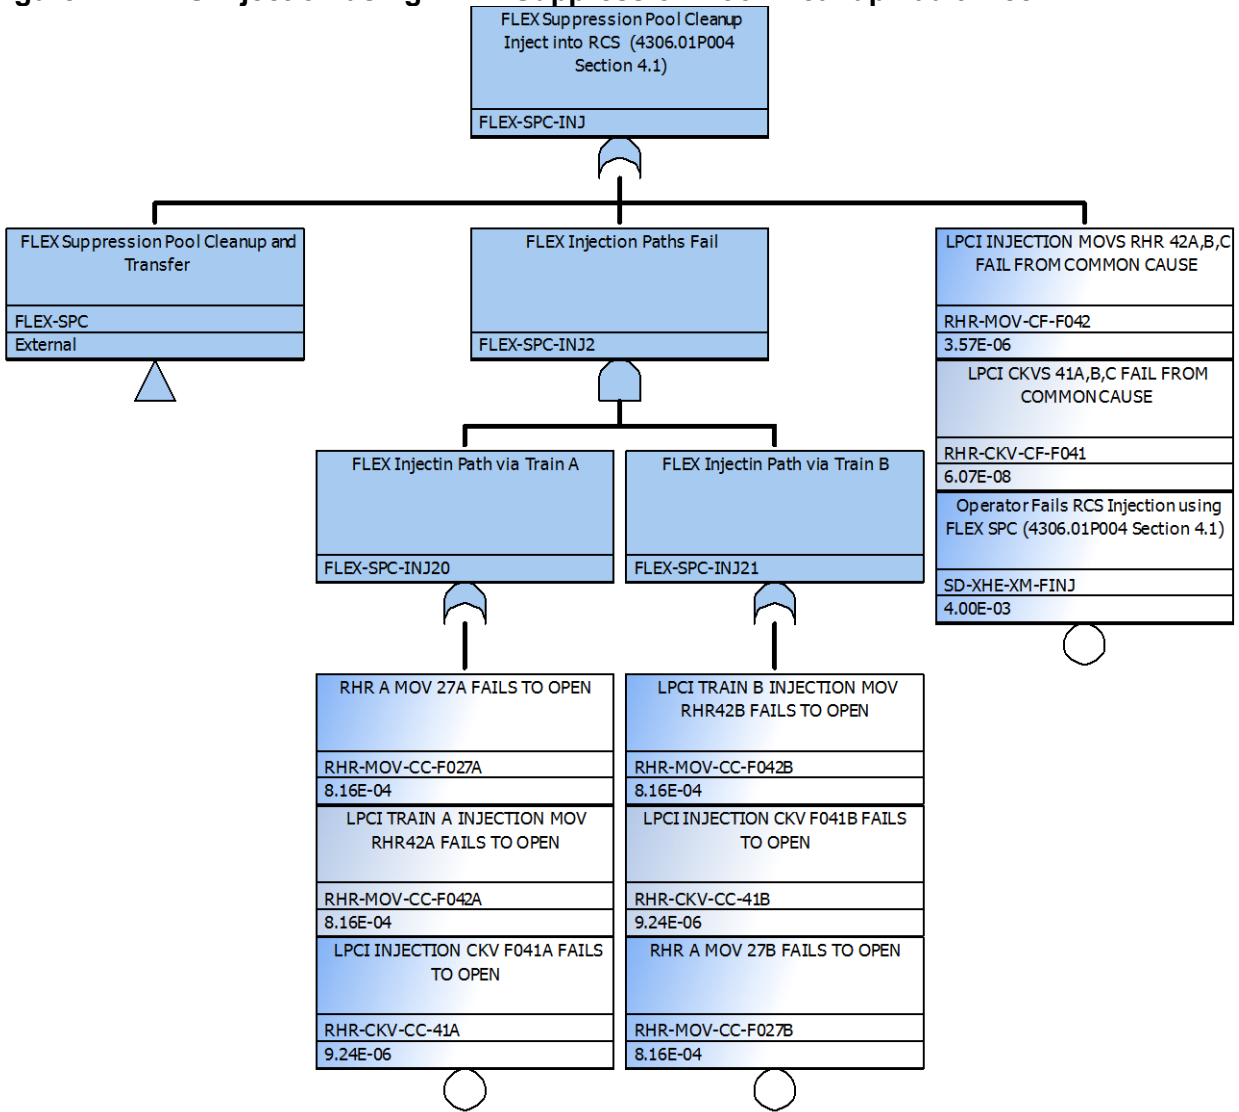 FLEX Suppression Pool Cleanup
Inject into RCS (4306.01P004
Section 4.1)
FLEX-SPC-INJ
FLEX Suppression Pool Cleanup and
Transfer
FLEX-SPC
External
FLEX Injection Paths Fail
FLEX-SPC-INJ2
LPCI INJECTION MOVS RHR 42A,B,C
FAIL FROM COMMON CAUSE
RHR-MOV-CF-F042
3.57E-06
LPCI CKVS 41A,B,C FAIL FROM
COMMON CAUSE
RHR-CKV-CF-F041
6.07E-08
Operator Fails RCS Injection using
FLEX SPC (4306.01P004 Section 4.1)
SD-XHE-XM-FINJ
4.00E-03
FLEX Injectin Path via Train A
FLEX-SPC-INJ20
FLEX Injectin Path via Train B
FLEX-SPC-INJ21
RHR A MOV 27A FAILS TO OPEN
RHR-MOV-CC-F027A
8.16E-04
LPCI TRAIN A INJECTION MOV
RHR42A FAILS TO OPEN
RHR-MOV-CC-F042A
8.16E-04
LPCI INJECTION CKV F041A FAILS
TO OPEN
RHR-CKV-CC-41A
9.24E-06
LPCI TRAIN B INJECTION MOV
RHR42B FAILS TO OPEN
RHR-MOV-CC-F042B
8.16E-04
LPCI INJECTION CKV F041B FAILS
TO OPEN
RHR-CKV-CC-41B
9.24E-06
RHR A MOV 27B FAILS TO OPEN
RHR-MOV-CC-F027B
8.16E-04